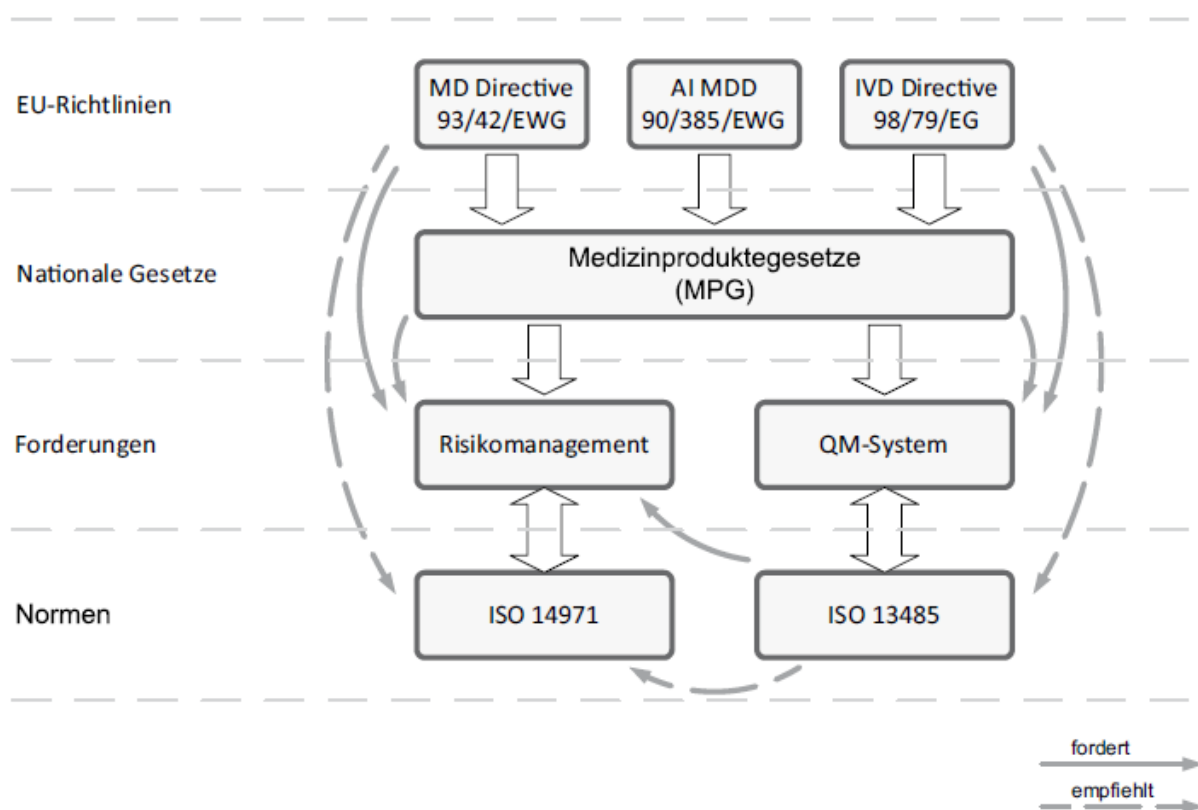 EU-Richtlinien
MD Directive
93/42/EWG
AI MDD
90/385/EWG
IVD Directive
98/79/EG
Nationale Gesetze
Medizinproduktegesetze
(MPG)
Forderungen
Risikomanagement
QM-System
Normen
ISO 14971
ISO 13485
fordert
empfiehlt